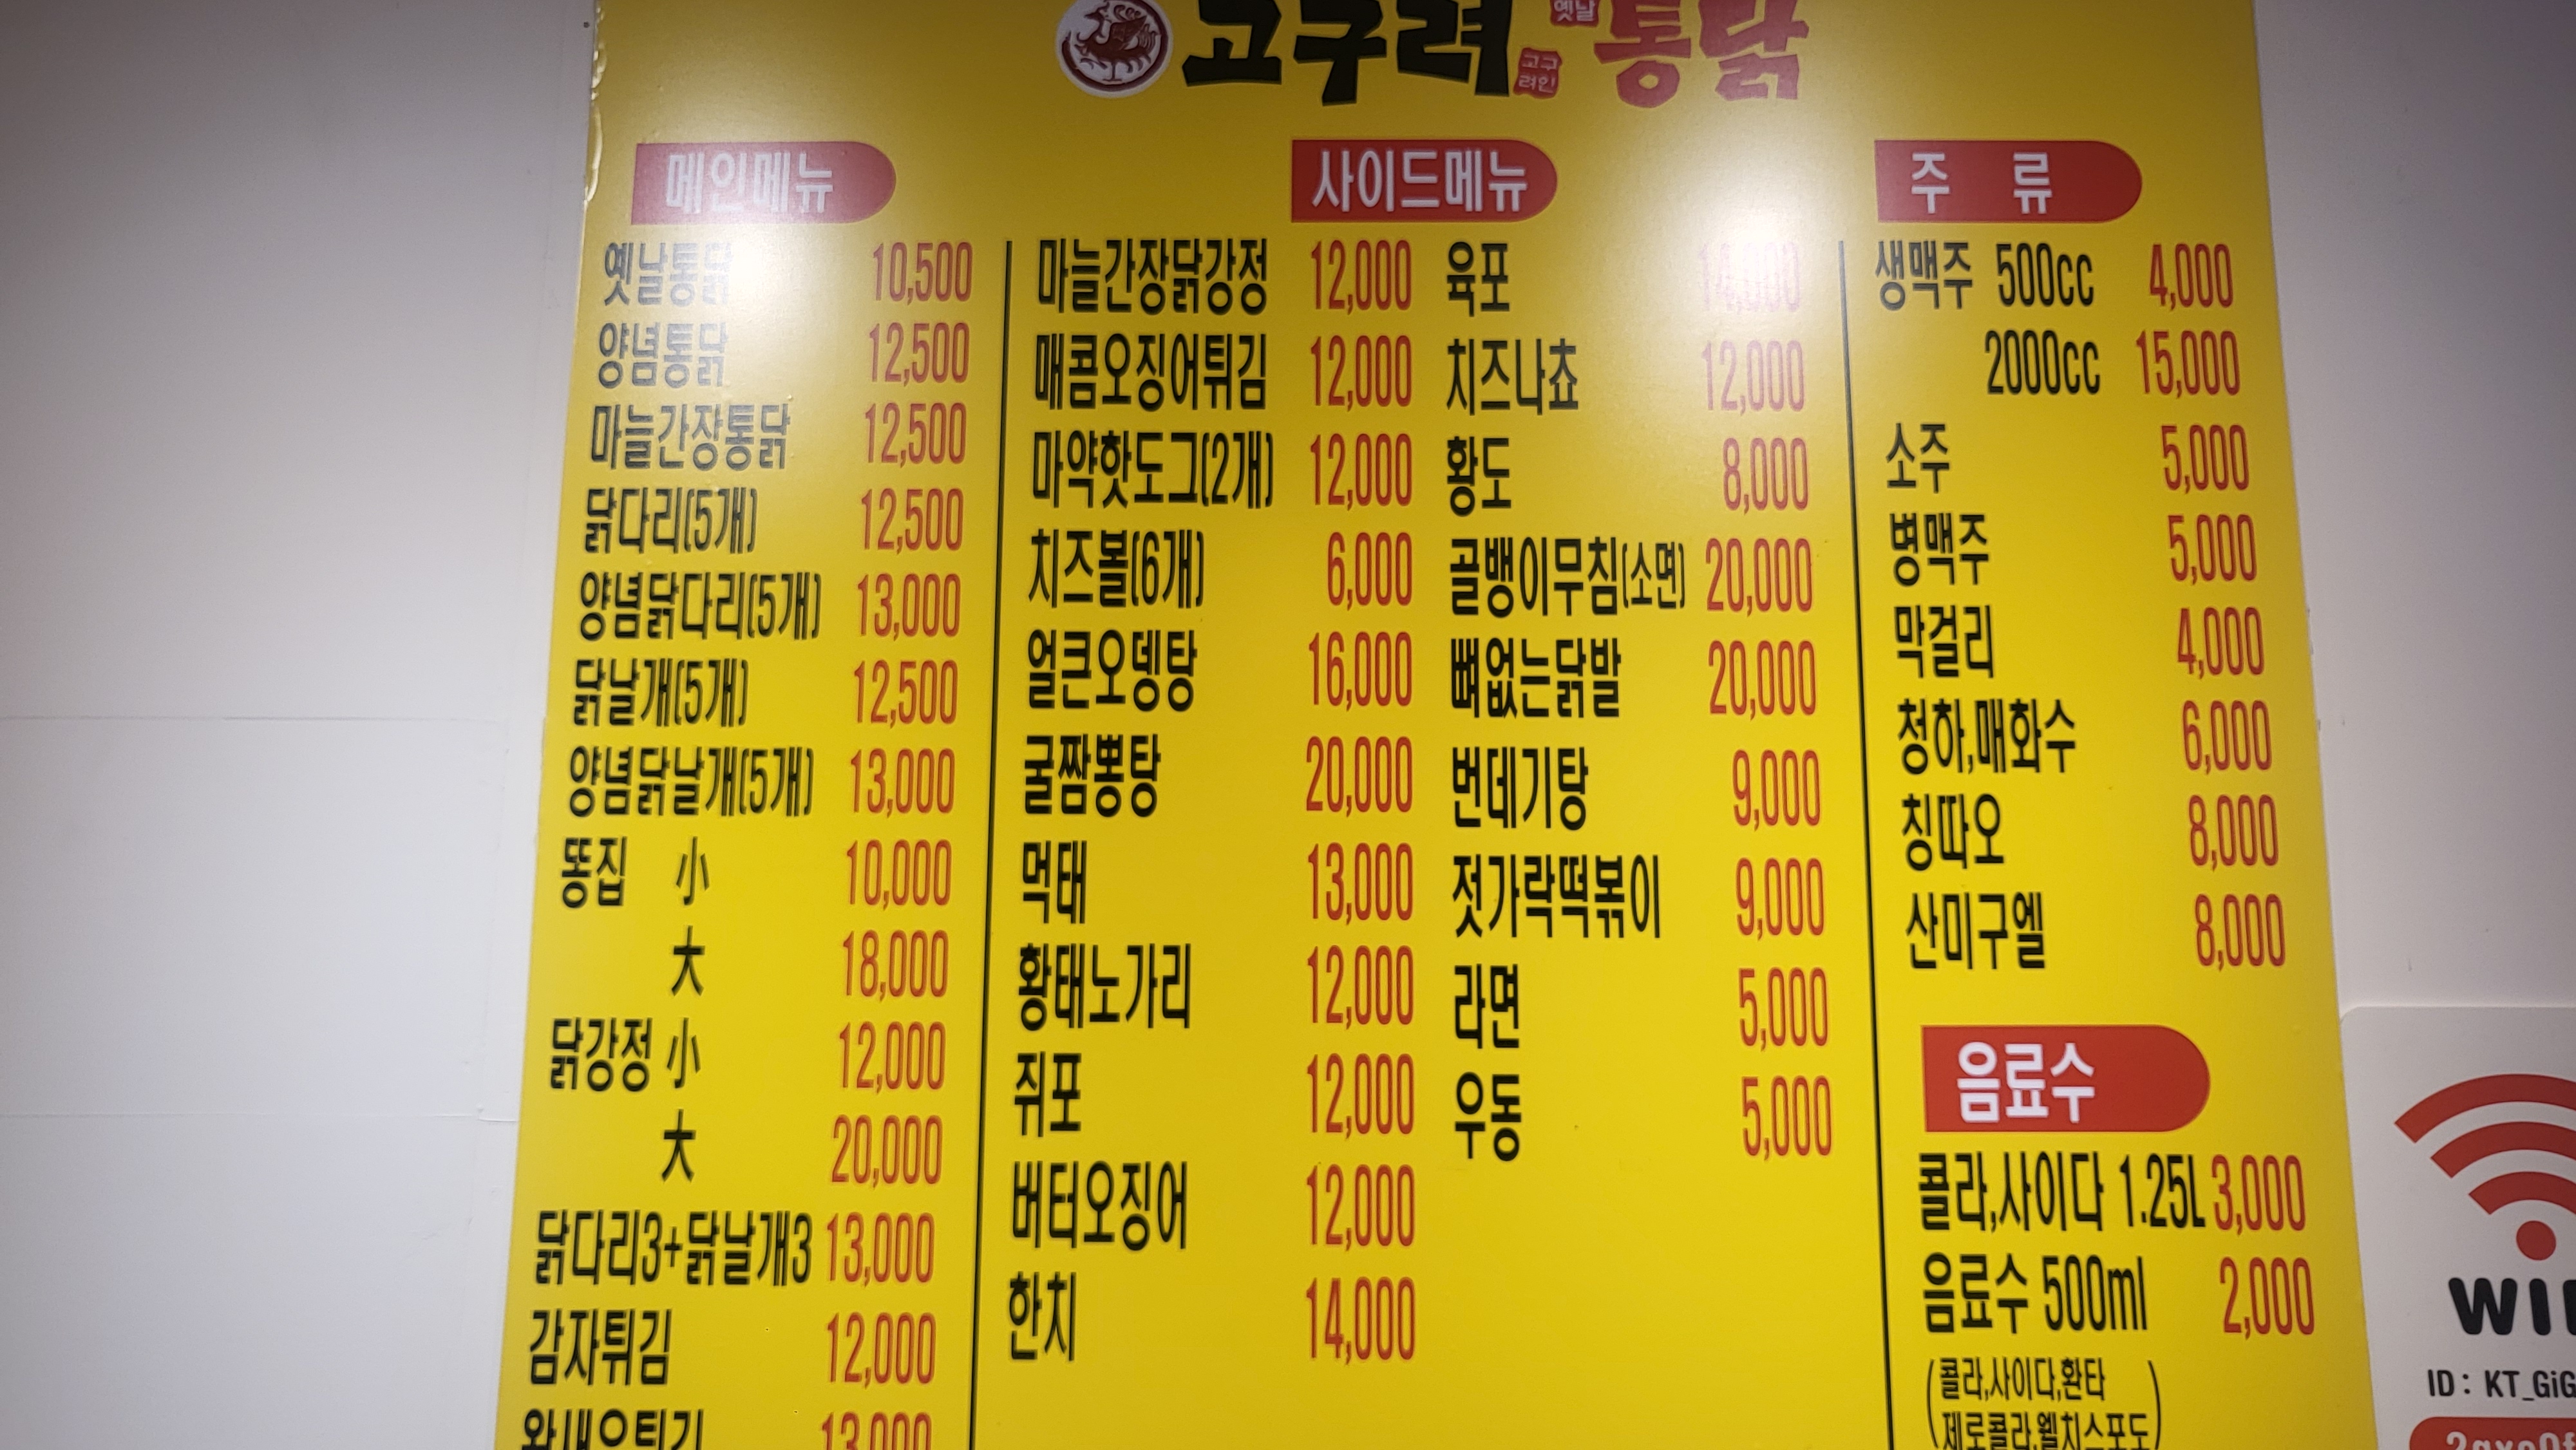 고구려 옛날 통닭
고구
려인
메인메뉴
옛날통닭 10,500
양념통닭 12,500
마늘간장통닭 12,500
닭다리(5개) 12,500
양념닭다리(5개) 13,000
닭날개(5개) 12,500
양념닭날개(5개) 13,000
똥집 小 10,000
大 18,000
닭강정 小 12,000
大 20,000
닭다리3+닭날개3 13,000
감자튀김 12,000
왕새우튀김 13,000
사이드메뉴
마늘간장닭강정 12,000
매콤오징어튀김 12,000
마약핫도그(2개) 12,000
치즈볼(6개) 6,000
얼큰오뎅탕 16,000
굴짬뽕탕 20,000
먹태 13,000
황태노가리 12,000
쥐포 12,000
버터오징어 12,000
한치 14,000
육포 14,000
치즈나쵸 12,000
황도 8,000
골뱅이무침(소면) 20,000
뼈없는닭발 20,000
번데기탕 9,000
젓가락떡볶이 9,000
라면 5,000
우동 5,000
주 류
생맥주 500cc 4,000
2000cc 15,000
소주 5,000
병맥주 5,000
막걸리 4,000
청하,매화수 6,000
칭따오 8,000
산미구엘 8,000
음료수
콜라,사이다 1.25L 3,000
음료수 500ml 2,000
(콜라,사이다,환타
제로콜라,웰치스포도)
WI
ID : KT_GiG